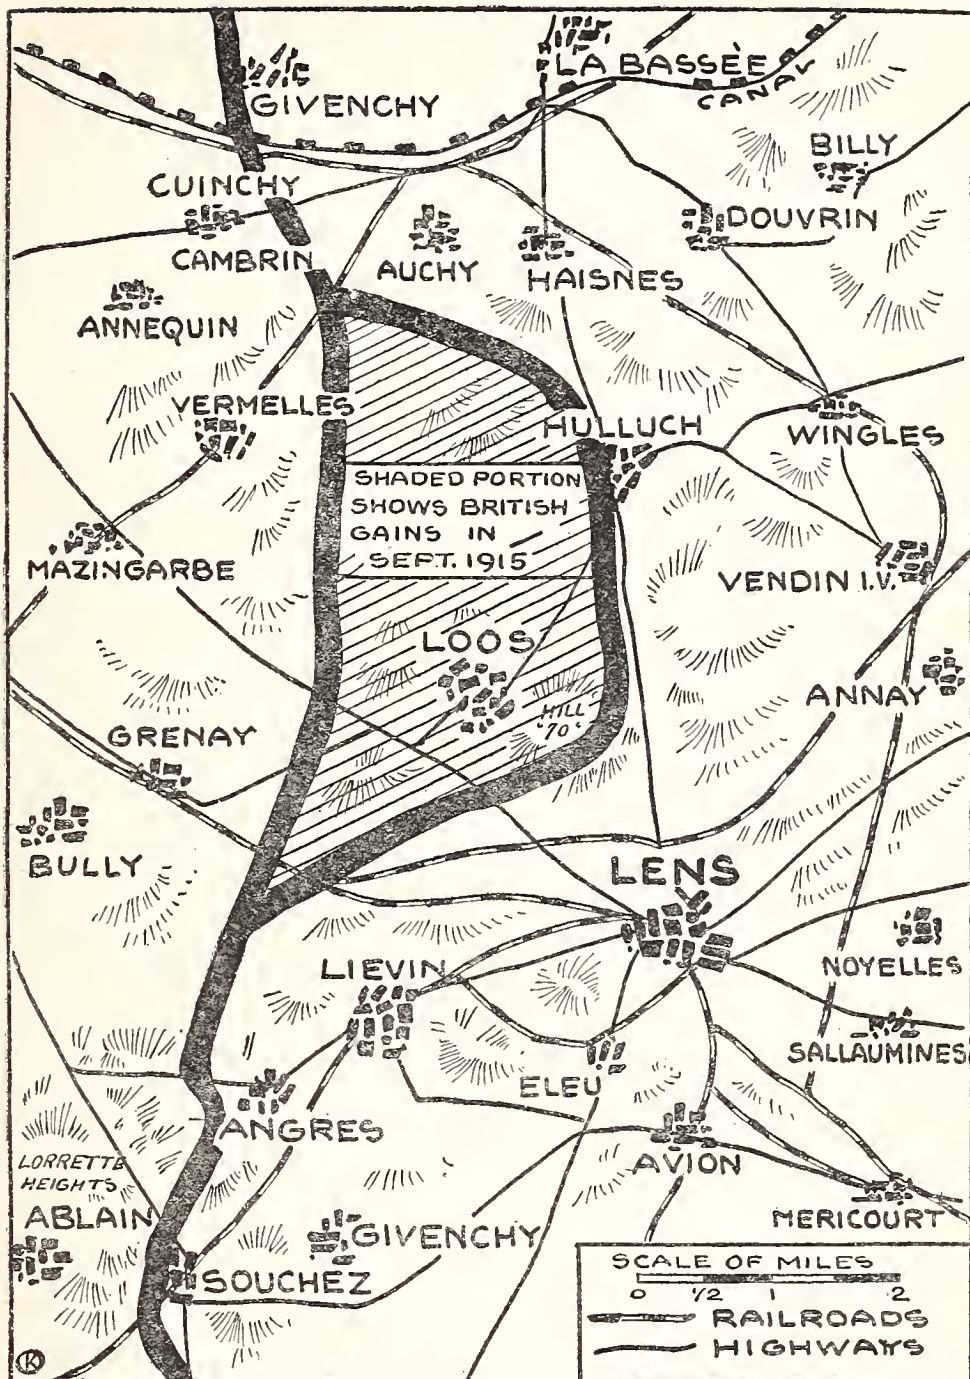 LA BASSÈE
CANAL
GIVENCHY
BILLY
CUINCHY
DOUVRIN
CAMBRIN
AUCHY
HAISNES
ANNEQUIN
VERMELLES
HULLUCH
WINGLES
SHADED PORTION
SHOWS BRITISH
GAINS IN
SEPT. 1915
MAZINGARBE
VENDIN I.V.
LOOS
ANNAY
HILL
"70"
GRENAY
BULLY
LENS
LIEVIN
NOYELLES
SALLAUMINES
ELEU
ANGRES
AVION
LORRETTE
HEIGHTS
ABLAIN
MERICOURT
GIVENCHY
SOUCHEZ
SCALE OF MILES
0 1/2 1 2
RAILROADS
HIGHWAYS
K